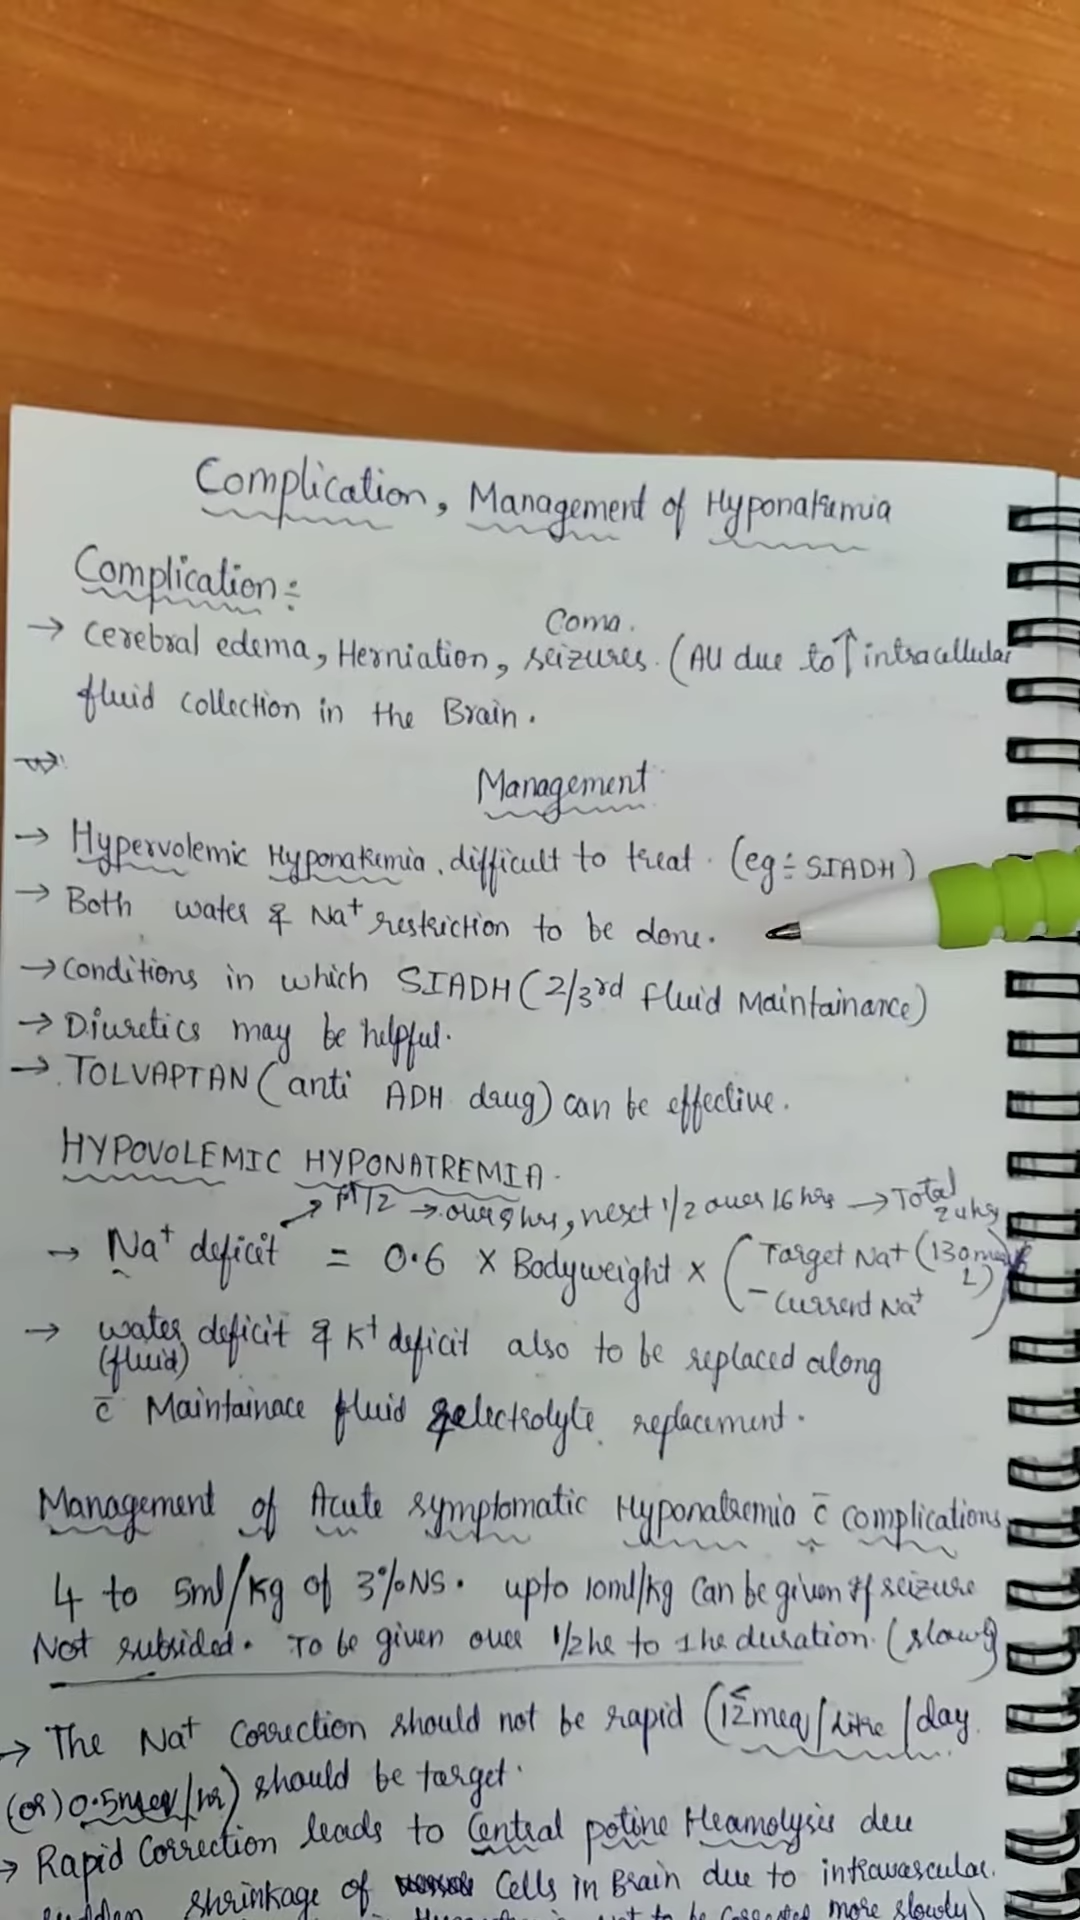 Complication, Management of Hyponatremia
Complication:-
Coma.
→ Cerebral edema, Herniation, seizures. (All due to ↑ intracellular
fluid collection in the Brain.
Management
→ Hypervolemic Hyponatremia. difficult to treat. (eg:- SIADH)
→ Both water & Na+ restriction to be done.
→ Conditions in which SIADH (2/3rd fluid Maintainance)
→ Diuretics may be helpful.
→ TOLVAPTAN (anti ADH drug) can be effective.
HYPOVOLEMIC HYPONATREMIA.
→ 1/2 → over 8 hrs, next 1/2 over 16 hrs → Total 24 hrs
→ Na+ deficit = 0.6 x Bodyweight x (Target Na+ (130 meq/L)
- Current Na+)
→ water deficit & K+ deficit also to be replaced along
(fluid)
c̄ Maintainace fluid & electrolyte replacement.
Management of Acute symptomatic Hyponatremia c̄ complications
4 to 5ml/kg of 3% NS. upto 10ml/kg can be given if seizure
Not subsided. To be given over 1/2 hr to 1 hr duration. (slow)
→ The Na+ Correction should not be rapid (≤12meq/Litre/day
(or) 0.5meq/hr) should be target.
→ Rapid Correction leads to Central potine Heamolysis due
shrinkage of Cells in Brain due to intravascular.
to be corrected more slowly)